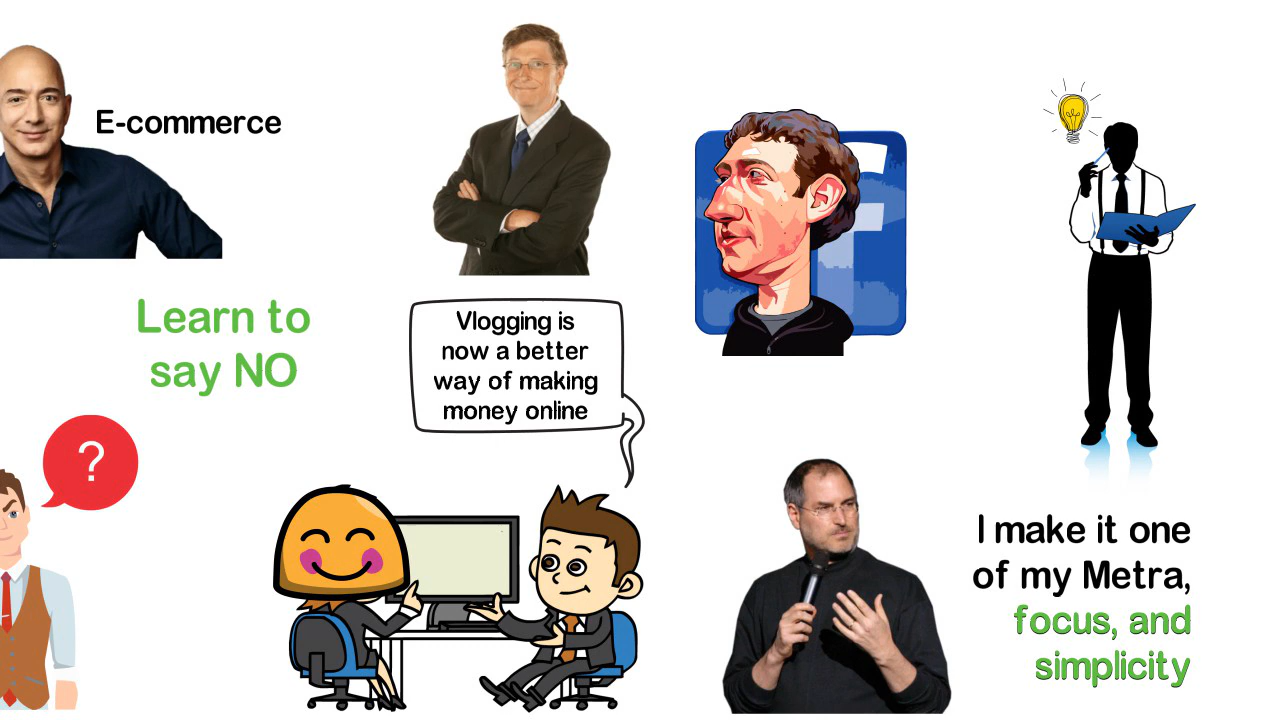 E-commerce
Learn to
say NO
Vlogging is
now a better
way of making
money online
?
I make it one
of my Metra,
focus, and
simplicity